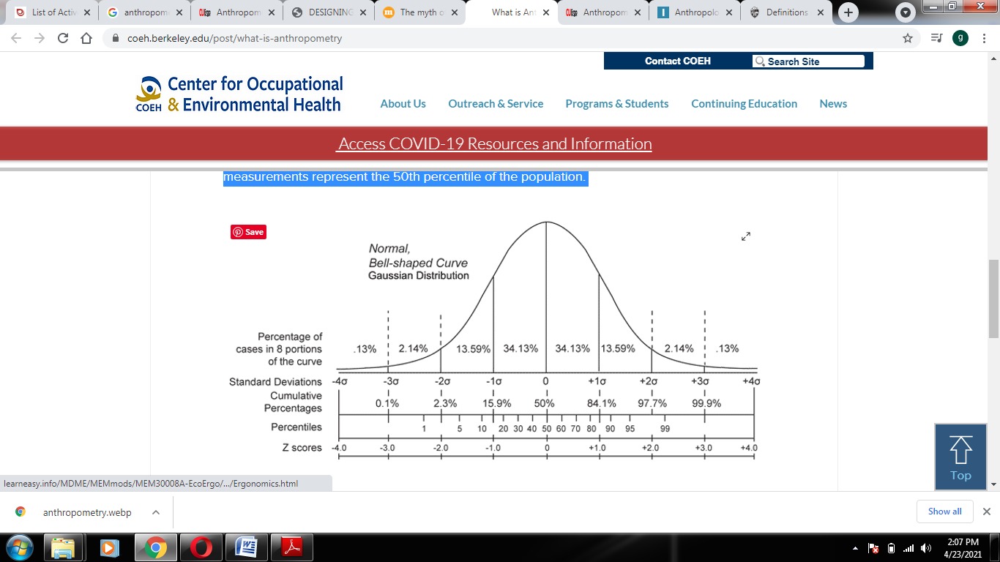 List of Activ
anthropom
Anthropom
DESIGNING
The myth o
What is Ant
Anthropom
Anthropolo
Definitions
coeh.berkeley.edu/post/what-is-anthropometry
g
Contact COEH
Search Site
COEH
Center for Occupational
& Environmental Health
About Us
Outreach & Service
Programs & Students
Continuing Education
News
Access COVID-19 Resources and Information
measurements represent the 50th percentile of the population.
Save
Normal,
Bell-shaped Curve
Gaussian Distribution
Percentage of
cases in 8 portions
of the curve
.13% 2.14% 13.59% 34.13% 34.13% 13.59% 2.14% .13%
Standard Deviations -4σ -3σ -2σ -1σ 0 +1σ +2σ +3σ +4σ
Cumulative
Percentages
0.1% 2.3% 15.9% 50% 84.1% 97.7% 99.9%
Percentiles 1 5 10 20 30 40 50 60 70 80 90 95 99
Z scores -4.0 -3.0 -2.0 -1.0 0 +1.0 +2.0 +3.0 +4.0
Top
learneasy.info/MDME/MEMmods/MEM30008A-EcoErgo/.../Ergonomics.html
anthropometry.webp
Show all
2:07 PM
4/23/2021